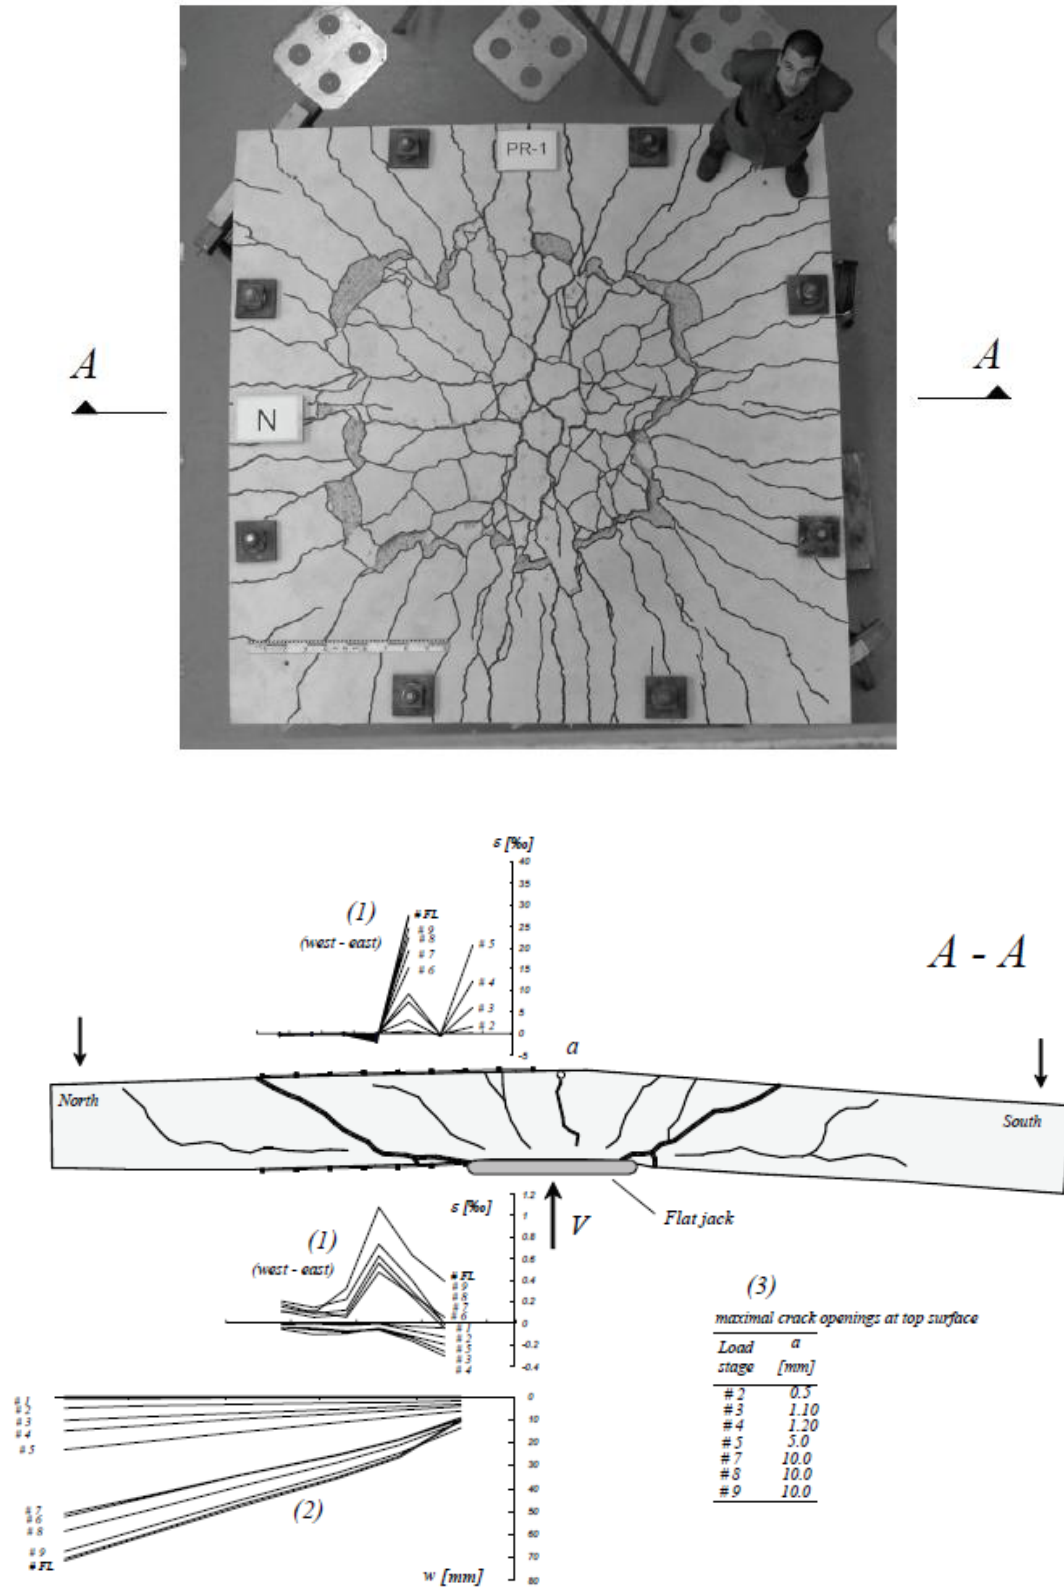 PR-1
A
A
N
ε [‰]
40
35
30
25
20
15
10
5
0
-5
(1)
(west - east)
# FL
# 9
# 8
# 7
# 6
# 5
# 4
# 3
# 2
A - A
a
North
South
V
Flat jack
ε [‰]
1.2
1
0.8
0.6
0.4
0.2
0
-0.2
-0.4
(1)
(west - east)
# FL
# 9
# 8
# 7
# 6
# 1
# 2
# 5
# 3
# 4
(3)
maximal crack openings at top surface
Load stage a [mm]
# 2 0.5
# 3 1.10
# 4 1.20
# 5 5.0
# 7 10.0
# 8 10.0
# 9 10.0
# 1
# 2
# 3
# 4
# 5
# 7
# 6
# 8
# 9
# FL
(2)
0
10
20
30
40
50
60
70
80
w [mm]